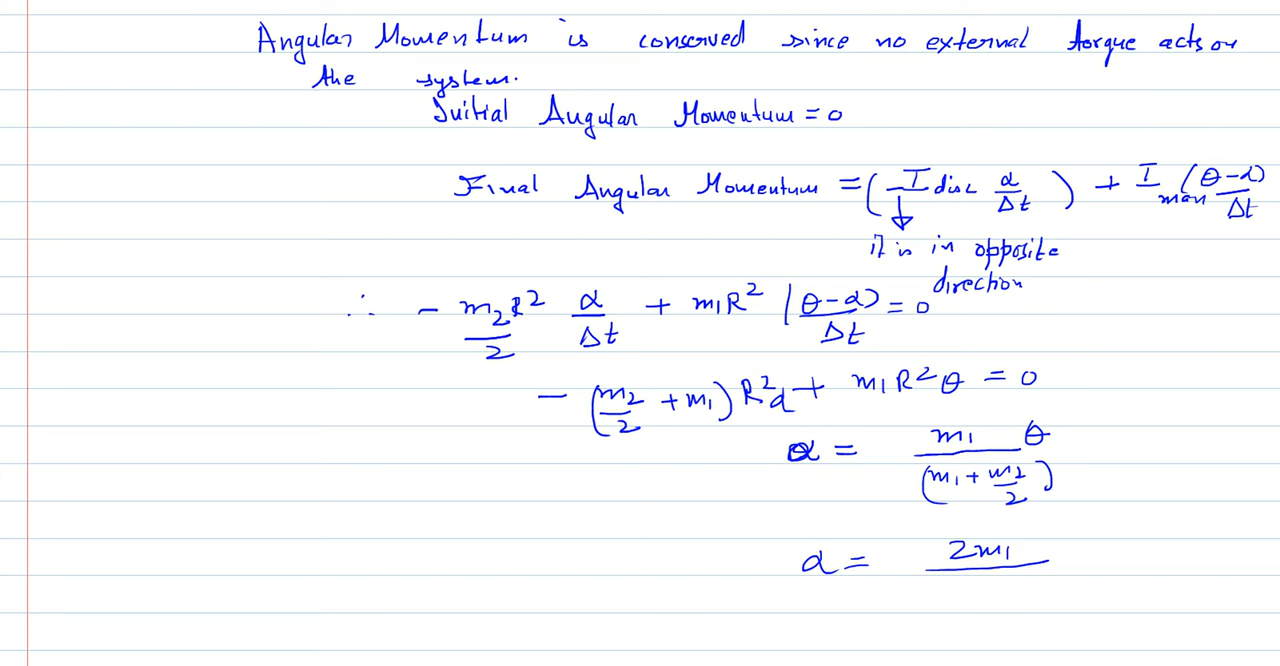 Angular Momentum is conserved since no external torque acts on
the system.
Initial Angular Momentum = 0
Final Angular Momentum = (-I disc α/Δt) + I man (θ-α)/Δt
it is in opposite
direction
∴ - m2R²/2 α/Δt + m1R² (θ-α)/Δt = 0
- (m2/2 + m1) R²α + m1R²θ = 0
α = m1 θ/(m1 + m2/2)
α = 2m1/